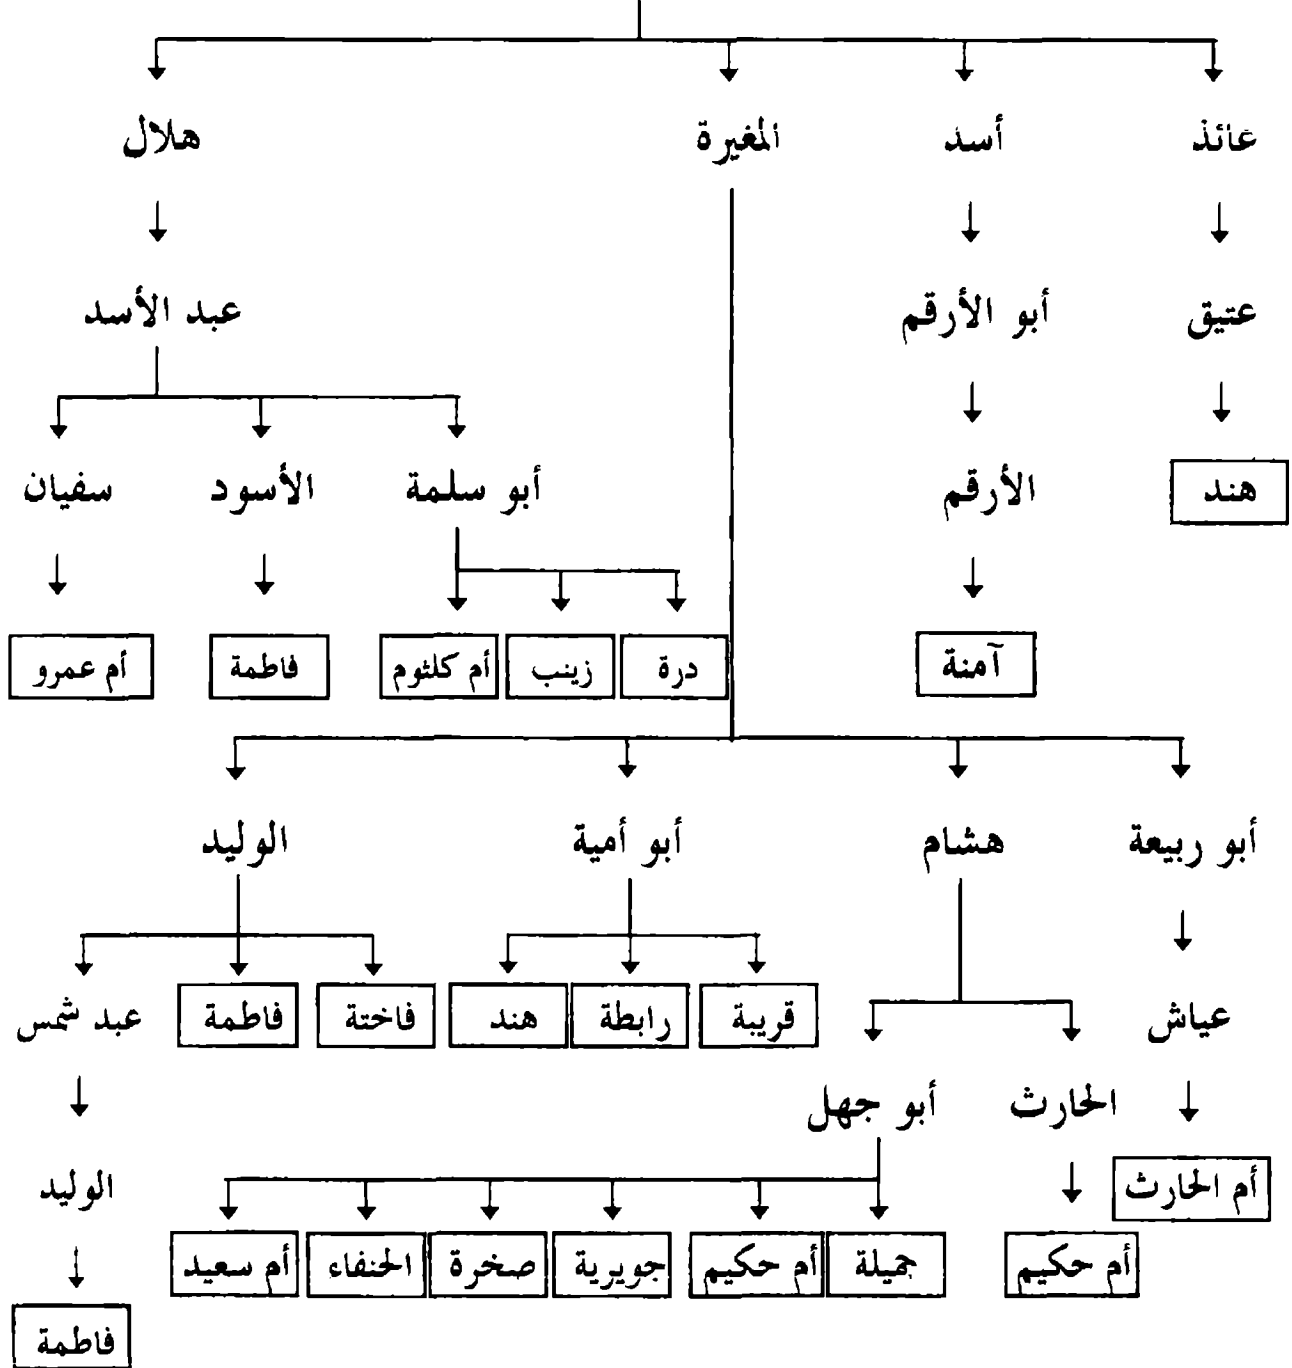 عائذ أسد المغيرة هلال
عتيق أبو الأرقم عبد الأسد
هند الأرقم أبو سلمة الأسود سفيان
آمنة درة زينب أم كلثوم فاطمة أم عمرو
أبو ربيعة هشام أبو أمية الوليد
عياش قريبة رابطة هند فاختة فاطمة عبد شمس
الحارث أبو جهل
أم الحارث الوليد
أم حكيم جميلة أم حكيم جويرية صخرة الحنفاء أم سعيد
فاطمة